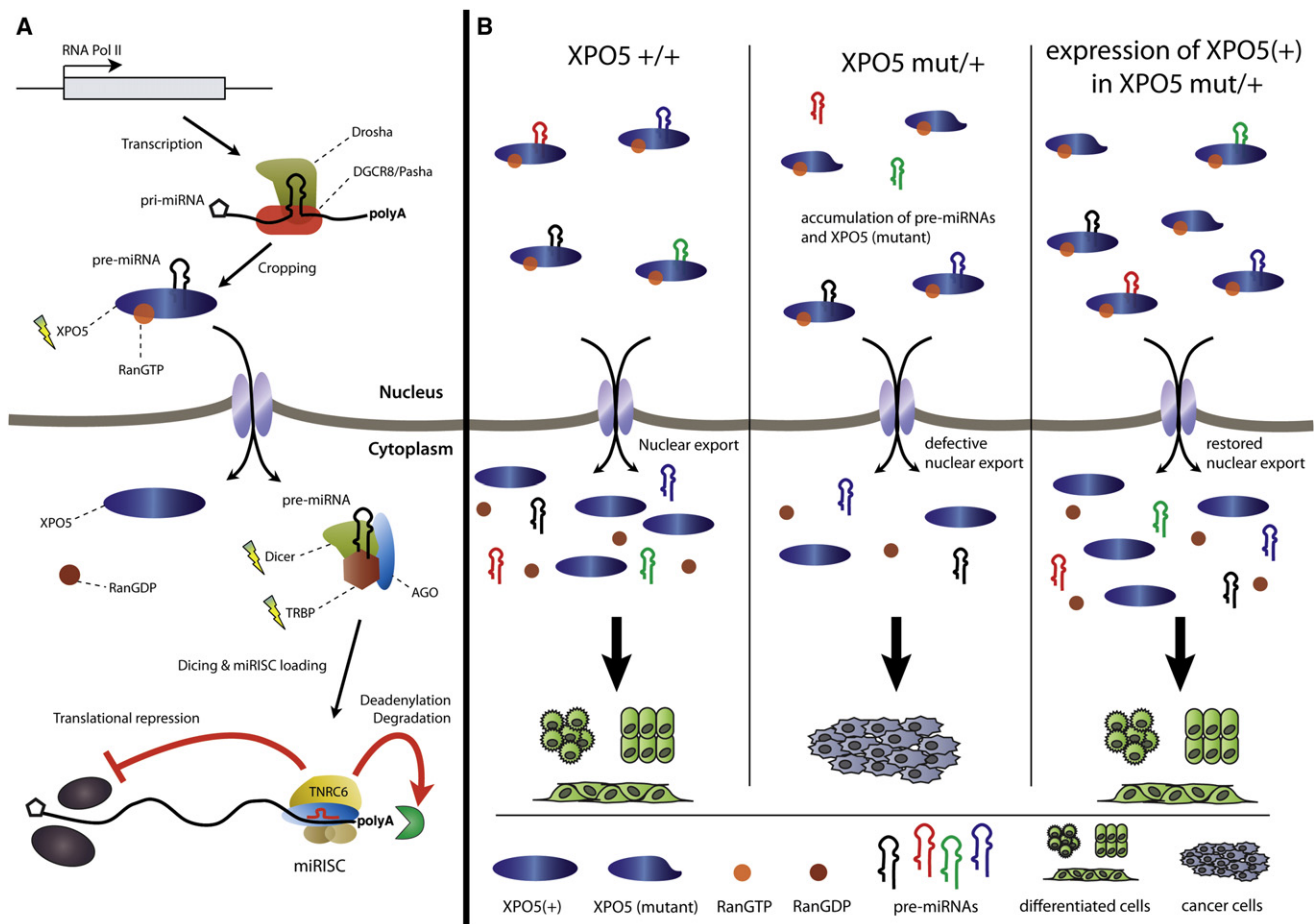 A
RNA Pol II
Transcription
Drosha
DGCR8/Pasha
pri-miRNA
polyA
pre-miRNA
Cropping
XPO5
RanGTP
Nucleus
Cytoplasm
pre-miRNA
XPO5
Dicer
RanGDP
AGO
TRBP
Dicing & miRISC loading
Deadenylation
Degradation
Translational repression
TNRC6
polyA
miRISC
B
XPO5 +/+
XPO5 mut/+
expression of XPO5(+)
in XPO5 mut/+
accumulation of pre-miRNAs
and XPO5 (mutant)
Nuclear export
defective
nuclear export
restored
nuclear export
XPO5(+)
XPO5 (mutant)
RanGTP
RanGDP
pre-miRNAs
differentiated cells
cancer cells